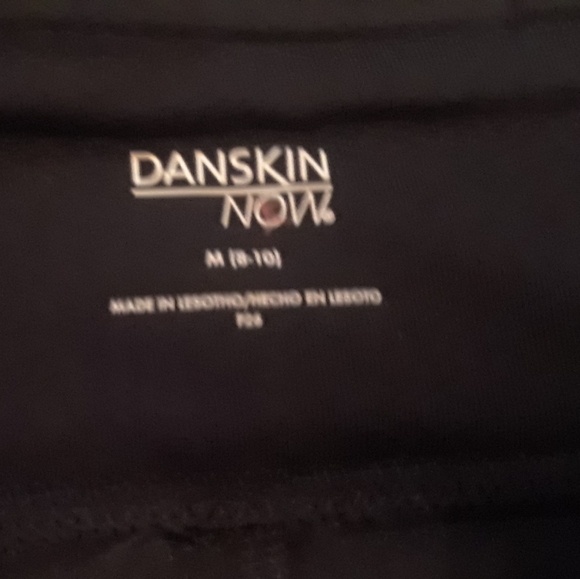 DANSKIN
NOW®
M (8-10)
MADE IN LESOTHO/HECHO EN LESOTO